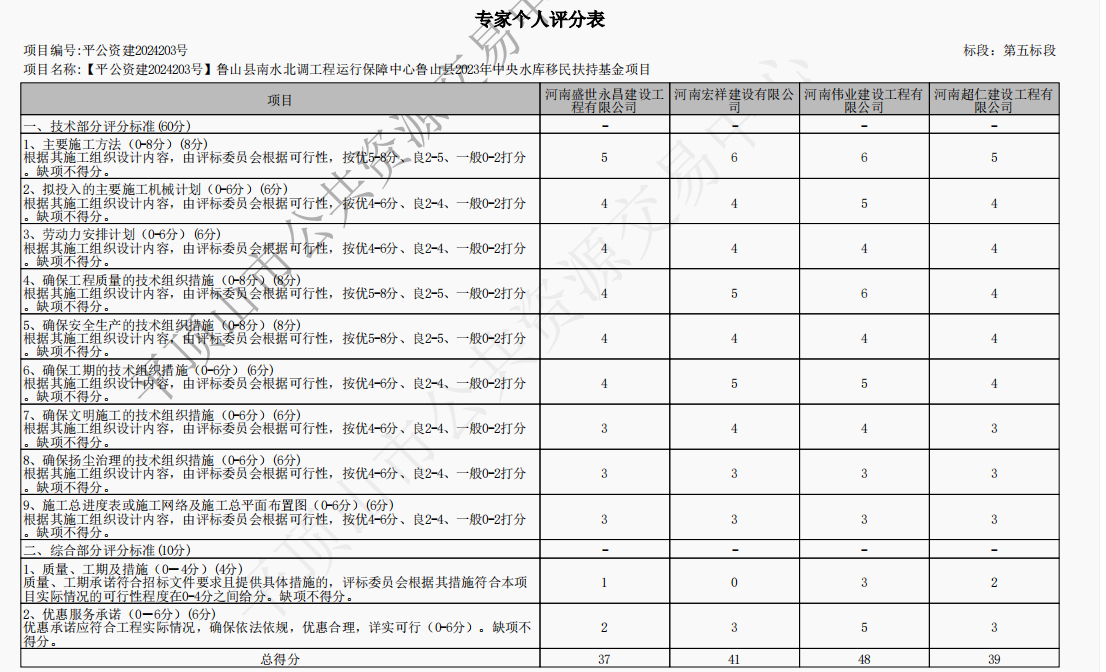 专家个人评分表
项目编号:平公资建2024203号
标段: 第五标段
项目名称:【平公资建2024203号】鲁山县南水北调工程运行保障中心鲁山县2023年中央水库移民扶持基金项目
项目
河南盛世永昌建设工
程有限公司
河南宏祥建设有限公
司
河南伟业建设工程有
限公司
河南超仁建设工程有
限公司
一、技术部分评分标准(60分) - - - -
1、主要施工方法（0-8分）(8分)
根据其施工组织设计内容，由评标委员会根据可行性，按优5-8分、良2-5、一般0-2打分 5 6 6 5
。缺项不得分。
2、拟投入的主要施工机械计划（0-6分）(6分)
根据其施工组织设计内容，由评标委员会根据可行性，按优4-6分、良2-4、一般0-2打分 4 4 5 4
。缺项不得分。
3、劳动力安排计划（0-6分）(6分)
根据其施工组织设计内容，由评标委员会根据可行性，按优4-6分、良2-4、一般0-2打分 4 4 4 4
。缺项不得分。
4、确保工程质量的技术组织措施（0-8分）(8分)
根据其施工组织设计内容，由评标委员会根据可行性，按优5-8分、良2-5、一般0-2打分 4 5 6 4
。缺项不得分。
5、确保安全生产的技术组织措施（0-8分）(8分)
根据其施工组织设计内容，由评标委员会根据可行性，按优5-8分、良2-5、一般0-2打分 4 4 4 4
。缺项不得分。
6、确保工期的技术组织措施（0-6分）(6分)
根据其施工组织设计内容，由评标委员会根据可行性，按优4-6分、良2-4、一般0-2打分 4 5 5 4
。缺项不得分。
7、确保文明施工的技术组织措施（0-6分）(6分)
根据其施工组织设计内容，由评标委员会根据可行性，按优4-6分、良2-4、一般0-2打分 3 4 4 3
。缺项不得分。
8、确保扬尘治理的技术组织措施（0-6分）(6分)
根据其施工组织设计内容，由评标委员会根据可行性，按优4-6分、良2-4、一般0-2打分 3 3 3 3
。缺项不得分。
9、施工总进度表或施工网络及施工总平面布置图（0-6分）(6分)
根据其施工组织设计内容，由评标委员会根据可行性，按优4-6分、良2-4、一般0-2打分 3 3 3 3
。缺项不得分。
二、综合部分评分标准(10分) - - - -
1、质量、工期及措施（0—4分）(4分)
质量、工期承诺符合招标文件要求且提供具体措施的，评标委员会根据其措施符合本项 1 0 3 2
目实际情况的可行性程度在0-4分之间给分。缺项不得分。
2、优惠服务承诺（0—6分）(6分)
优惠承诺应符合工程实际情况，确保依法依规，优惠合理，详实可行（0-6分）。缺项不 2 3 5 3
得分。
总得分 37 41 48 39
平顶山市公共资源交易中心
平顶山市公共资源交易中心